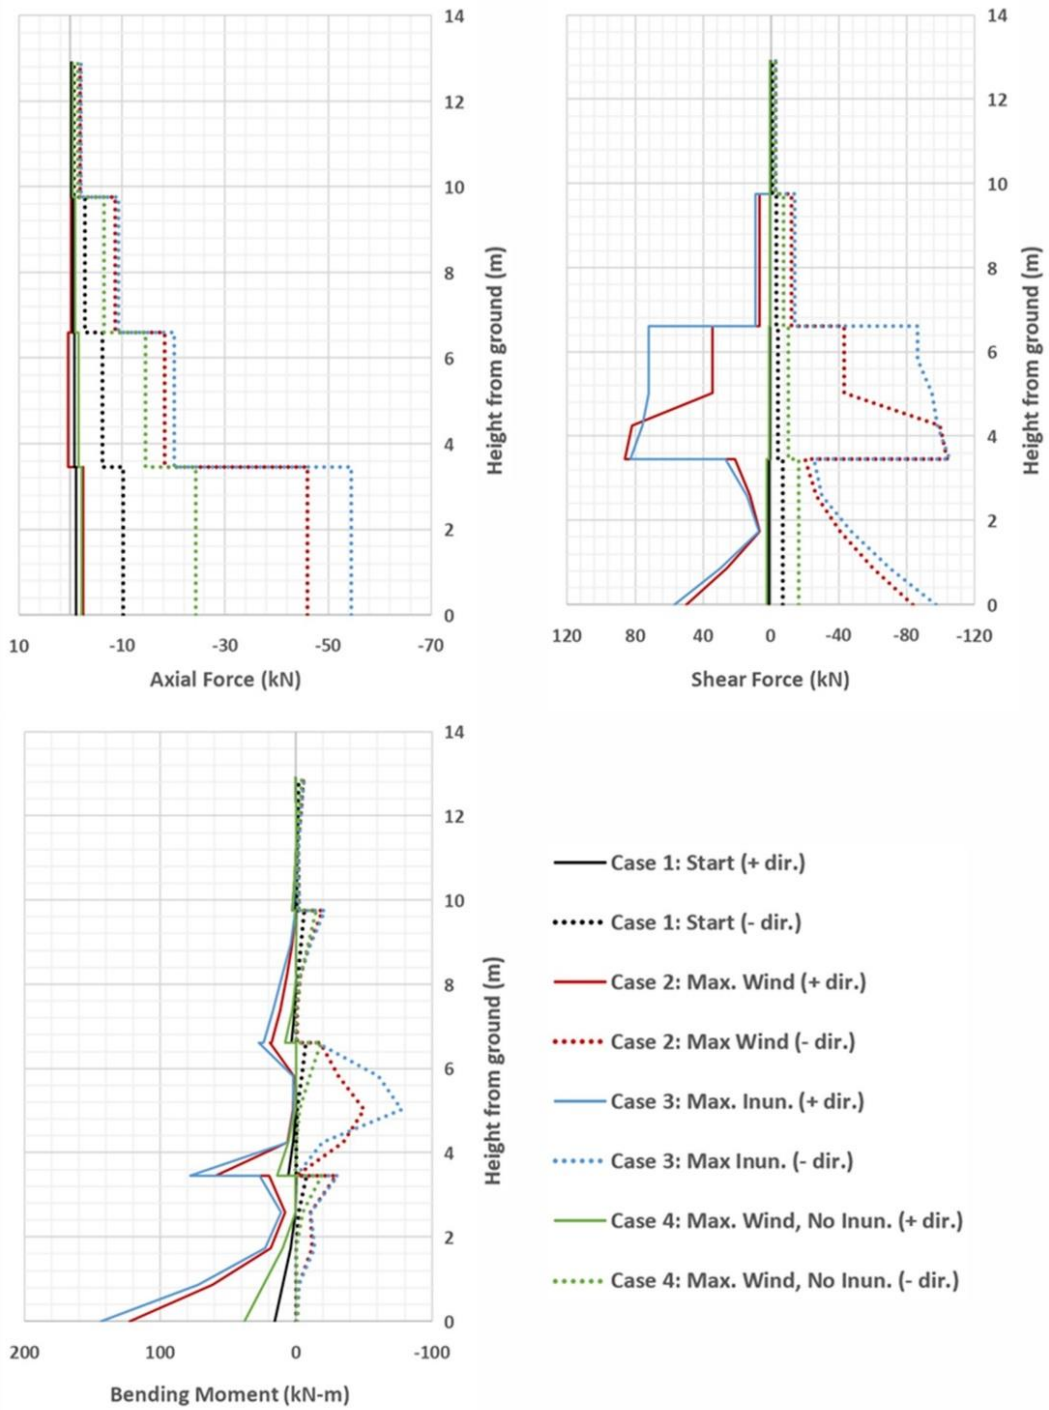 14
12
10
8
6
4
2
0
10
-10
-30
-50
-70
Axial Force (kN)
Height from ground (m)
14
12
10
8
6
4
2
0
120
80
40
0
-40
-80
-120
Shear Force (kN)
Height from ground (m)
14
12
10
8
6
4
2
0
200
100
0
-100
Bending Moment (kN-m)
Height from ground (m)
Case 1: Start (+ dir.)
Case 1: Start (- dir.)
Case 2: Max. Wind (+ dir.)
Case 2: Max Wind (- dir.)
Case 3: Max. Inun. (+ dir.)
Case 3: Max Inun. (- dir.)
Case 4: Max. Wind, No Inun. (+ dir.)
Case 4: Max. Wind, No Inun. (- dir.)